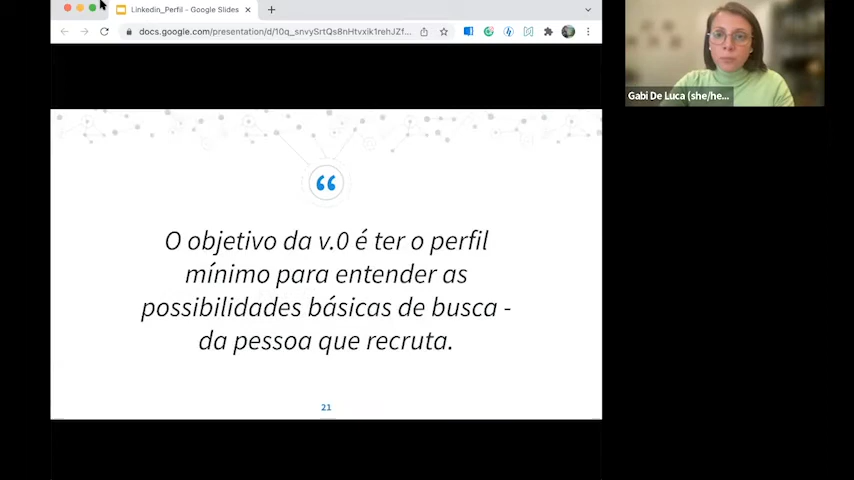 Linkedin_Perfil - Google Slides
docs.google.com/presentation/d/10q_snvySrtQs8nHtvxik1rehJZf...
Gabi De Luca (she/he...
“
O objetivo da v.0 é ter o perfil
mínimo para entender as
possibilidades básicas de busca -
da pessoa que recruta.
21